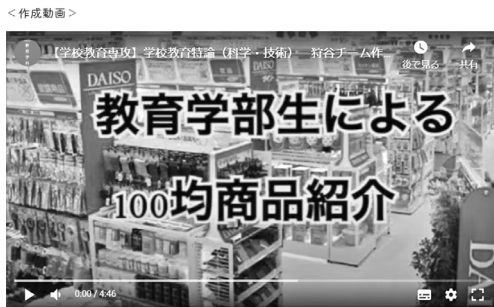 ＜作成動画＞
【学校教育専攻】学校教育特論（科学・技術） 狩谷チーム作...
後で見る
共有
DAISO
教育学部生による
100均商品紹介
DAISO
0:00 / 4:46